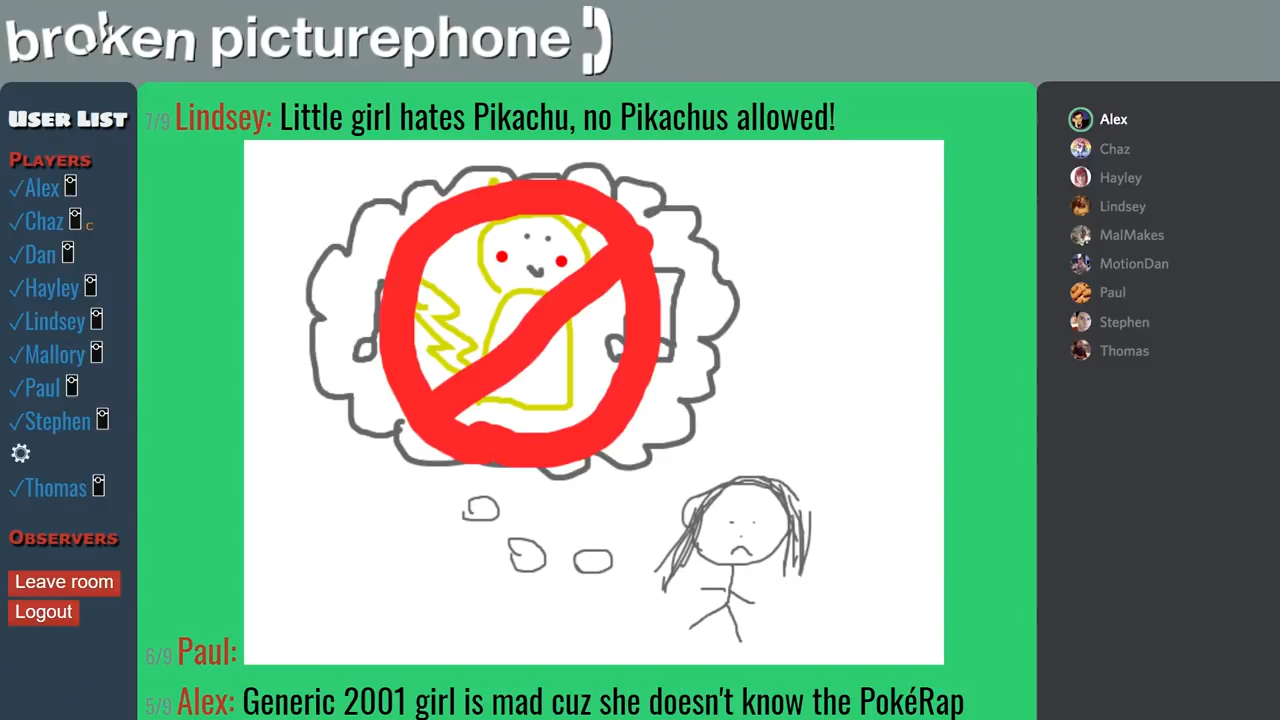 broken picturephone
User List
Players
✓Alex
✓Chaz C
✓Dan
✓Hayley
✓Lindsey
✓Mallory
✓Paul
✓Stephen
✓Thomas
Observers
Leave room
Logout
7/9 Lindsey: Little girl hates Pikachu, no Pikachus allowed!
6/9 Paul:
5/9 Alex: Generic 2001 girl is mad cuz she doesn't know the PokéRap
Alex
Chaz
Hayley
Lindsey
MalMakes
MotionDan
Paul
Stephen
Thomas